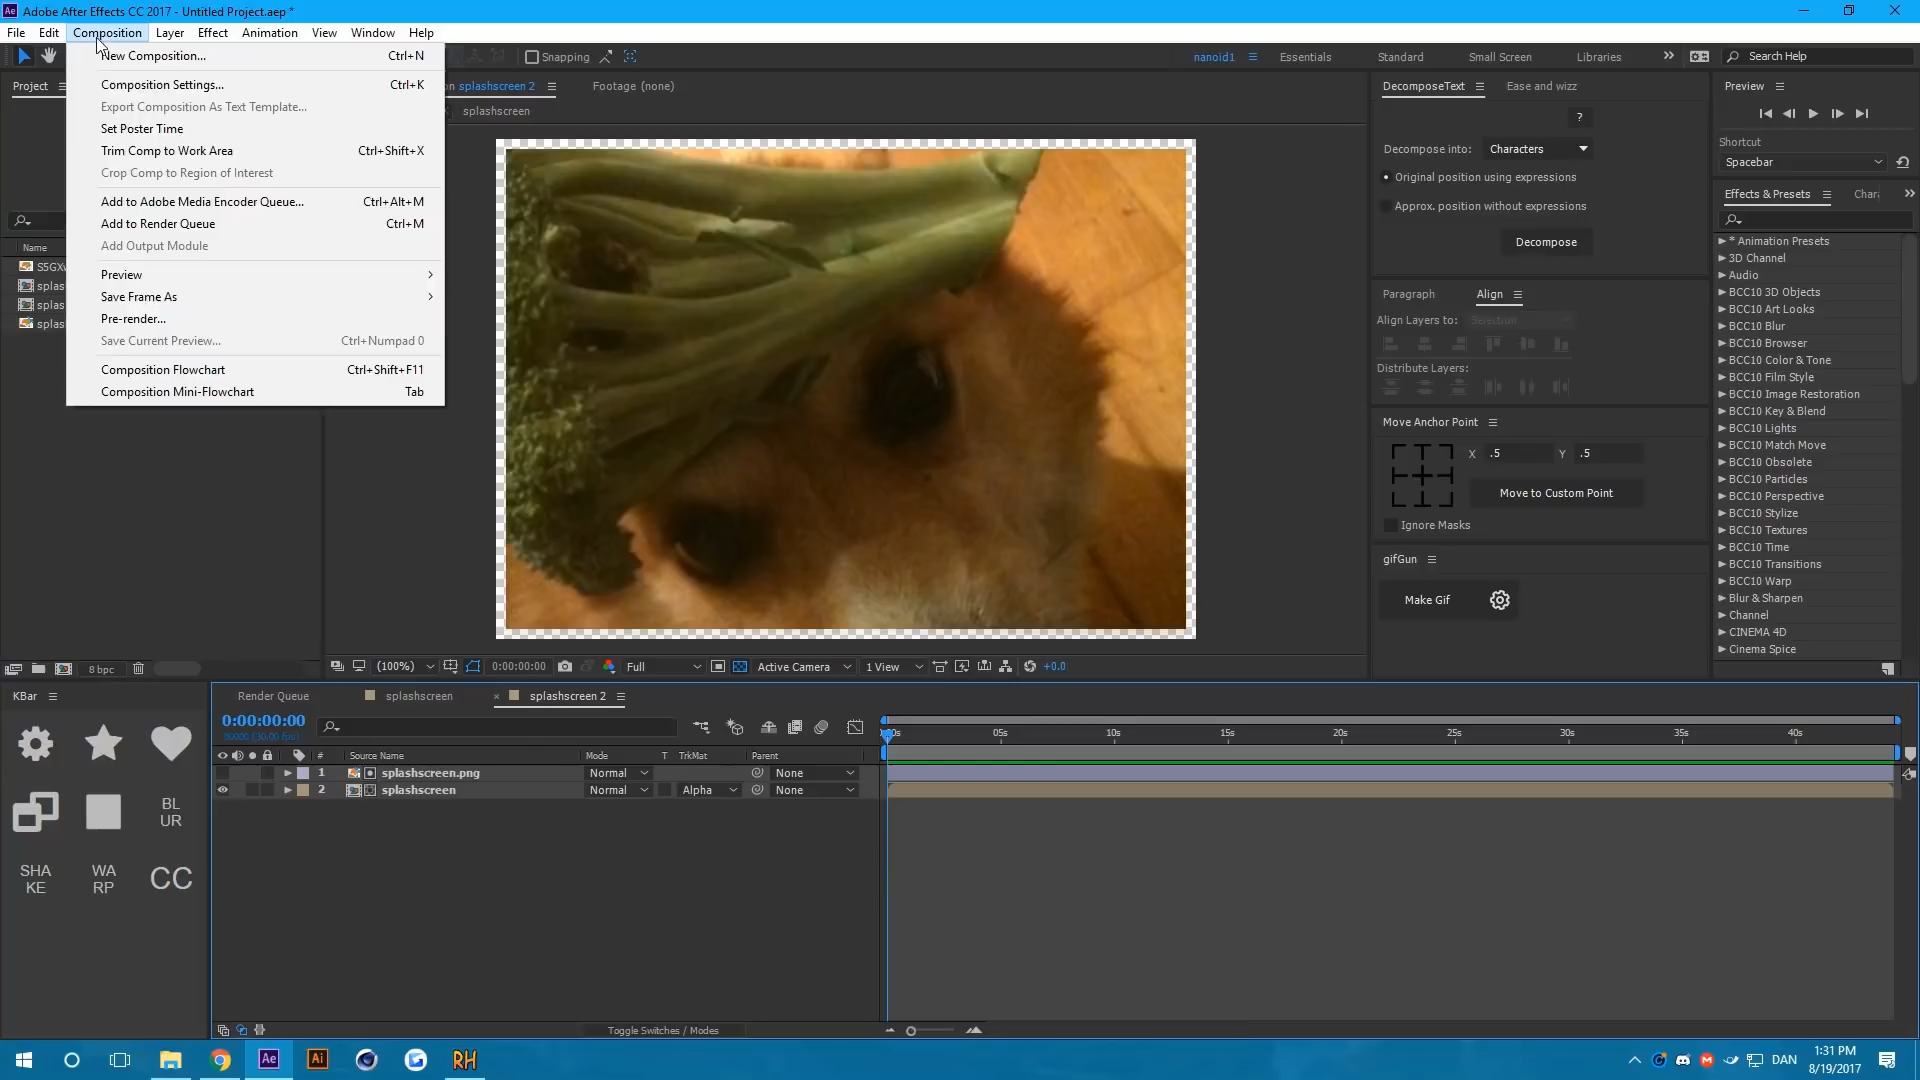 Adobe After Effects CC 2017 - Untitled Project.aep *
File Edit Composition Layer Effect Animation View Window Help
Snapping nanoid1 Essentials Standard Small Screen Libraries Search Help
New Composition... Ctrl+N
Composition Settings... Ctrl+K
Export Composition As Text Template...
Set Poster Time
Trim Comp to Work Area Ctrl+Shift+X
Crop Comp to Region of Interest
Add to Adobe Media Encoder Queue... Ctrl+Alt+M
Add to Render Queue Ctrl+M
Add Output Module
Preview
Save Frame As
Pre-render...
Save Current Preview... Ctrl+Numpad 0
Composition Flowchart Ctrl+Shift+F11
Composition Mini-Flowchart Tab
Project
Name
8 bpc
splashscreen 2 Footage (none)
splashscreen
(100%) 0:00:00:00 Full Active Camera 1 View +0.0
DecomposeText Ease and wizz
?
Decompose into: Characters
Original position using expressions
Approx. position without expressions
Decompose
Paragraph Align
Align Layers to: Selection
Distribute Layers:
Move Anchor Point
X .5 Y .5
Move to Custom Point
Ignore Masks
gifGun
Make Gif
Preview
Shortcut
Spacebar
Effects & Presets
* Animation Presets
3D Channel
Audio
BCC10 3D Objects
BCC10 Art Looks
BCC10 Blur
BCC10 Browser
BCC10 Color & Tone
BCC10 Film Style
BCC10 Image Restoration
BCC10 Key & Blend
BCC10 Lights
BCC10 Match Move
BCC10 Obsolete
BCC10 Particles
BCC10 Perspective
BCC10 Stylize
BCC10 Textures
BCC10 Time
BCC10 Transitions
BCC10 Warp
Blur & Sharpen
Channel
CINEMA 4D
Cinema Spice
KBar
BL
UR
SHA
KE
WA
RP
CC
Render Queue splashscreen × splashscreen 2
0:00:00:00
05s 10s 15s 20s 25s 30s 35s 40s
# Source Name Mode T TrkMat Parent
1 splashscreen.png Normal None
2 splashscreen Normal Alpha None
Toggle Switches / Modes
Ae Ai RH
DAN 1:31 PM
8/19/2017